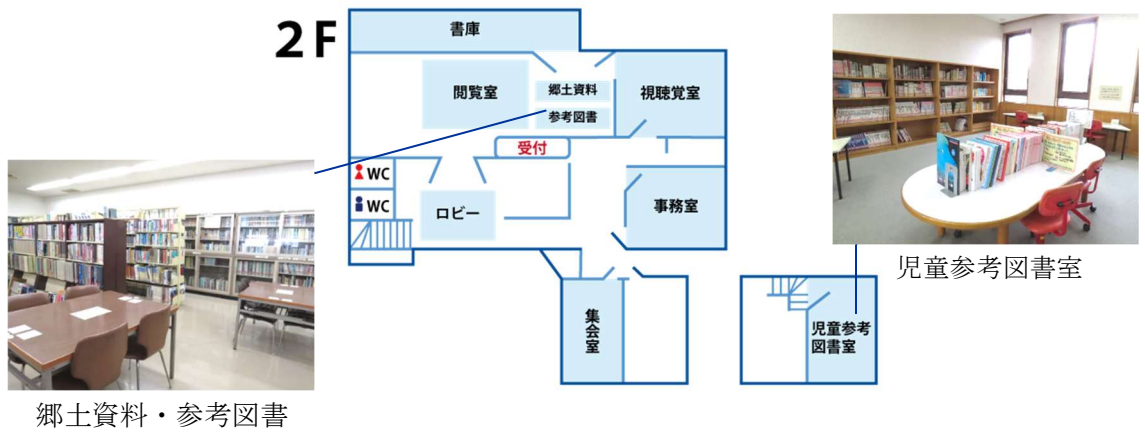 2F
書庫
閲覧室
郷土資料
参考図書
視聴覚室
受付
WC
WC
ロビー
事務室
集会室
児童参考
図書室
児童参考図書室
郷土資料・参考図書